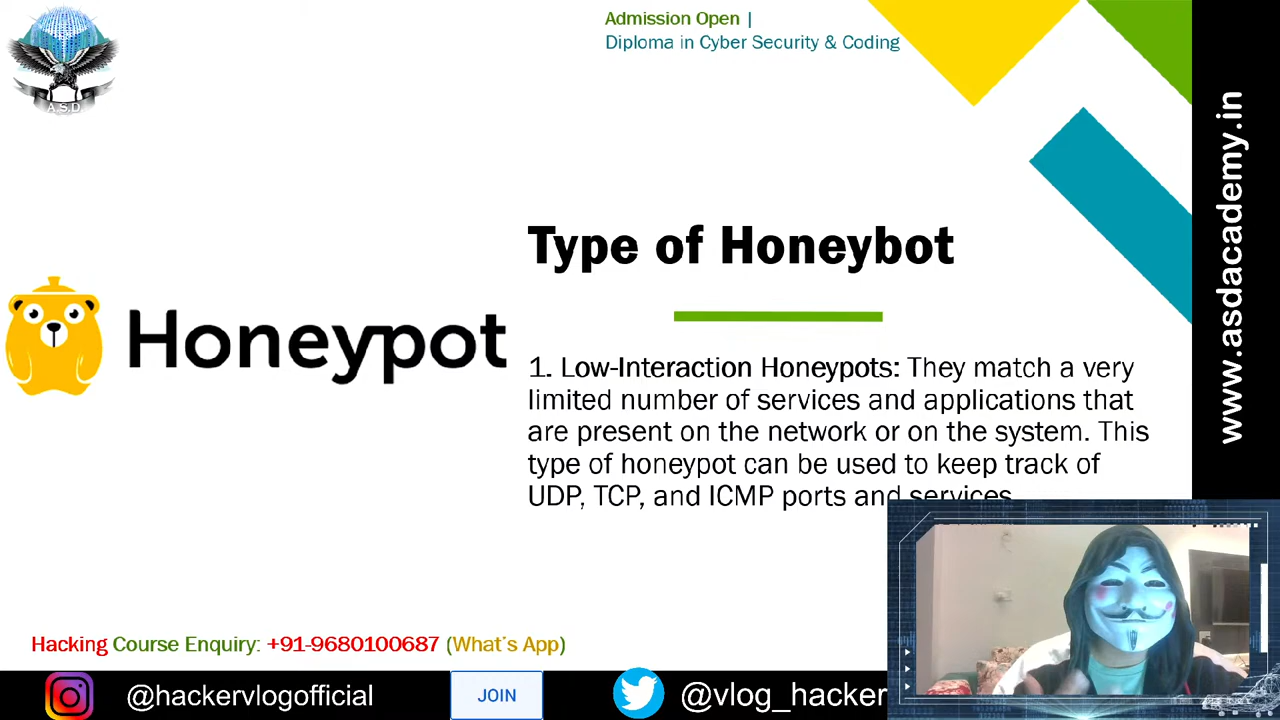 Admission Open |
Diploma in Cyber Security & Coding
A.S.D
www.asdacademy.in
Type of Honeybot
Honeypot
1. Low-Interaction Honeypots: They match a very
limited number of services and applications that
are present on the network or on the system. This
type of honeypot can be used to keep track of
UDP, TCP, and ICMP ports and services.
Hacking Course Enquiry: +91-9680100687 (What's App)
@hackervlogofficial
JOIN
@vlog_hacker